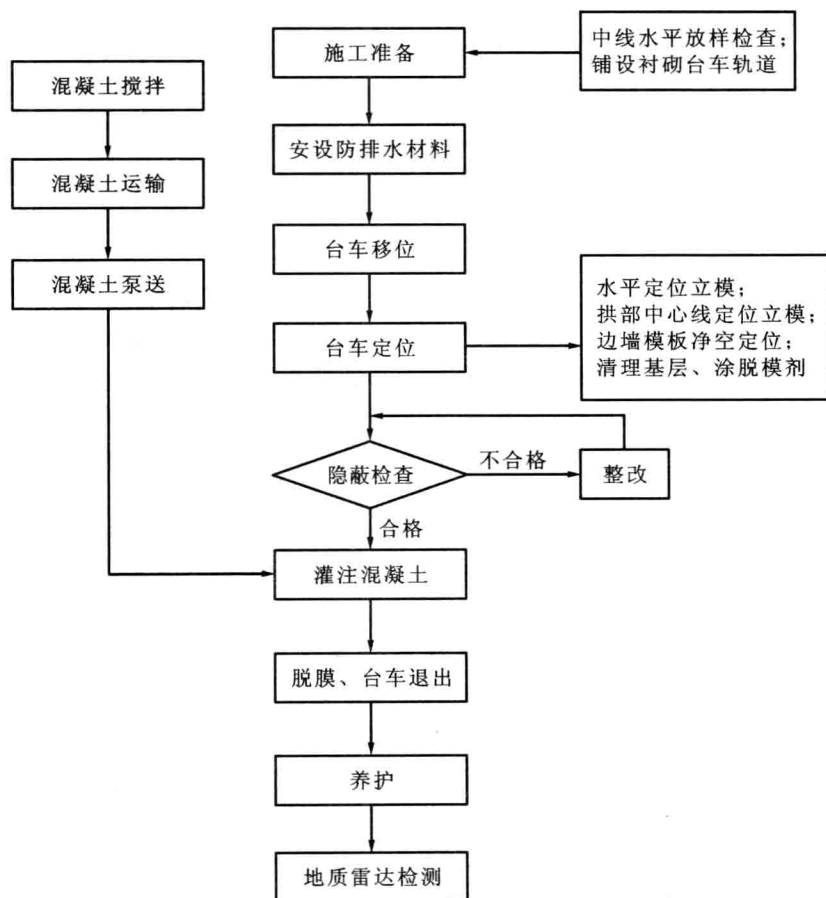 施工准备
中线水平放样检查；
铺设衬砌台车轨道
混凝土搅拌
安设防排水材料
混凝土运输
台车移位
混凝土泵送
水平定位立模；
拱部中心线定位立模；
边墙模板净空定位；
清理基层、涂脱模剂
台车定位
隐蔽检查
不合格
整改
合格
灌注混凝土
脱膜、台车退出
养护
地质雷达检测